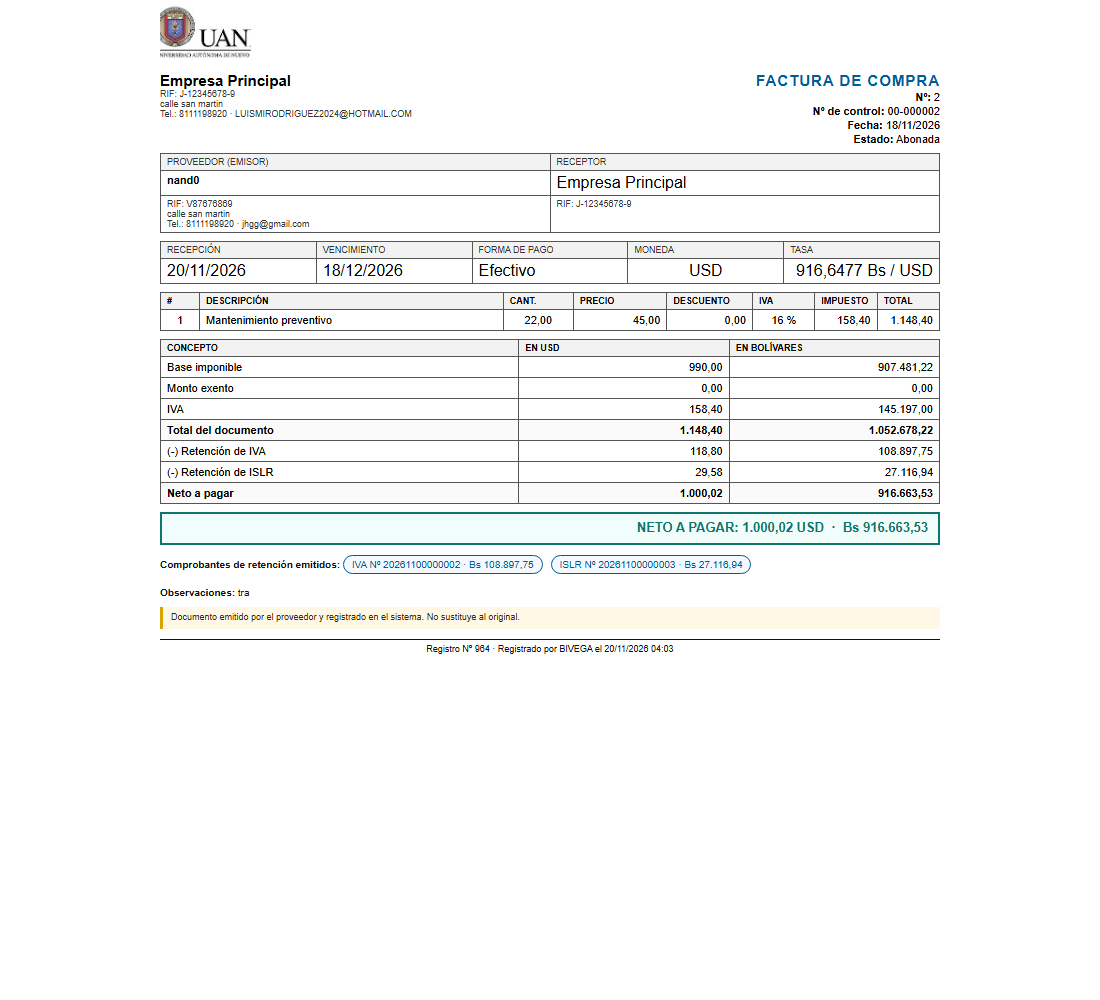 UAN
NIVERSIDAD AUTÓNOMA DE NUEVO
Empresa Principal
RIF: J-12345678-9
calle san martin
Tel.: 8111198920 · LUISMIRODRIGUEZ2024@HOTMAIL.COM
FACTURA DE COMPRA
Nº: 2
Nº de control: 00-000002
Fecha: 18/11/2026
Estado: Abonada
PROVEEDOR (EMISOR) RECEPTOR
nand0 Empresa Principal
RIF: V87676869 RIF: J-12345678-9
calle san martin
Tel.: 8111198920 · jhgg@gmail.com
RECEPCIÓN VENCIMIENTO FORMA DE PAGO MONEDA TASA
20/11/2026 18/12/2026 Efectivo USD 916,6477 Bs / USD
# DESCRIPCIÓN CANT. PRECIO DESCUENTO IVA IMPUESTO TOTAL
1 Mantenimiento preventivo 22,00 45,00 0,00 16 % 158,40 1.148,40
CONCEPTO EN USD EN BOLÍVARES
Base imponible 990,00 907.481,22
Monto exento 0,00 0,00
IVA 158,40 145.197,00
Total del documento 1.148,40 1.052.678,22
(-) Retención de IVA 118,80 108.897,75
(-) Retención de ISLR 29,58 27.116,94
Neto a pagar 1.000,02 916.663,53
NETO A PAGAR: 1.000,02 USD · Bs 916.663,53
Comprobantes de retención emitidos: IVA Nº 20261100000002 · Bs 108.897,75 ISLR Nº 20261100000003 · Bs 27.116,94
Observaciones: tra
Documento emitido por el proveedor y registrado en el sistema. No sustituye al original.
Registro Nº 964 · Registrado por BIVEGA el 20/11/2026 04:03